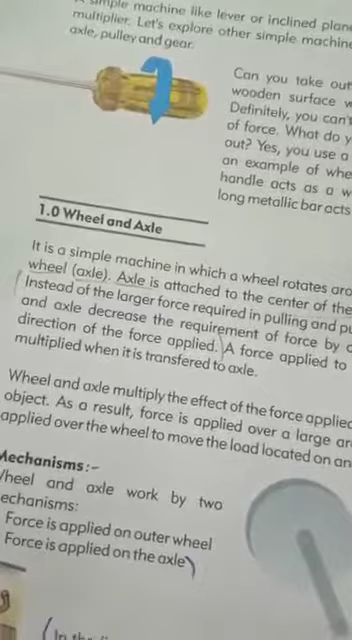 simple machine like lever or inclined plane
multiplier. Let's explore other simple machine
axle, pulley and gear.
Can you take out
wooden surface w
Definitely, you can't
of force. What do y
out? Yes, you use a
an example of whe
handle acts as a w
long metallic bar acts
1.0 Wheel and Axle
It is a simple machine in which a wheel rotates aro
wheel (axle). Axle is attached to the center of the
Instead of the larger force required in pulling and pu
and axle decrease the requirement of force by c
direction of the force applied. A force applied to
multiplied when it is transfered to axle.
Wheel and axle multiply the effect of the force applied
object. As a result, force is applied over a large ar
applied over the wheel to move the load located on an
Mechanisms:-
Wheel and axle work by two
echanisms:
Force is applied on outer wheel
Force is applied on the axle
(In the